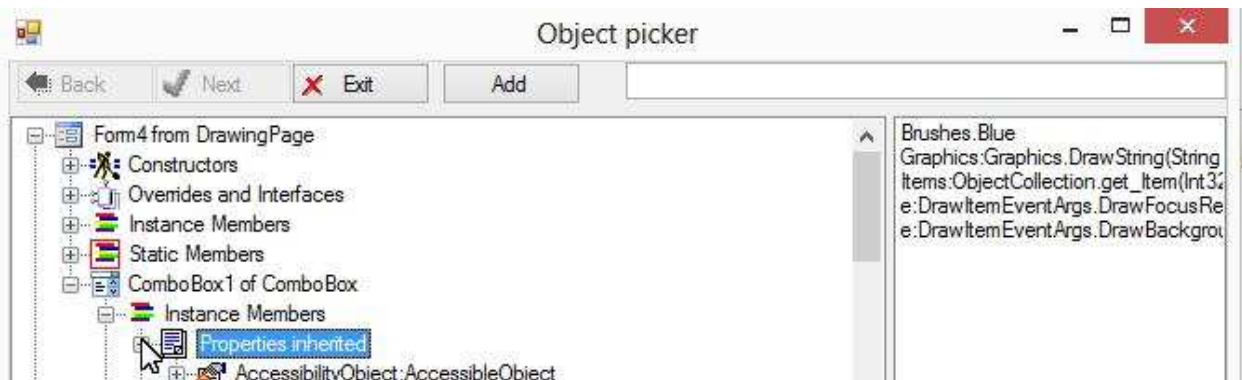 Object picker
Back Next Exit Add
Form4 from DrawingPage
Constructors
Overrides and Interfaces
Instance Members
Static Members
ComboBox1 of ComboBox
Instance Members
Properties inherited
AccessibilityObject:AccessibleObject
Brushes.Blue
Graphics:Graphics.DrawString(String
Items:ObjectCollection.get_Item(Int32
e:DrawItemEventArgs.DrawFocusRe
e:DrawItemEventArgs.DrawBackgrou